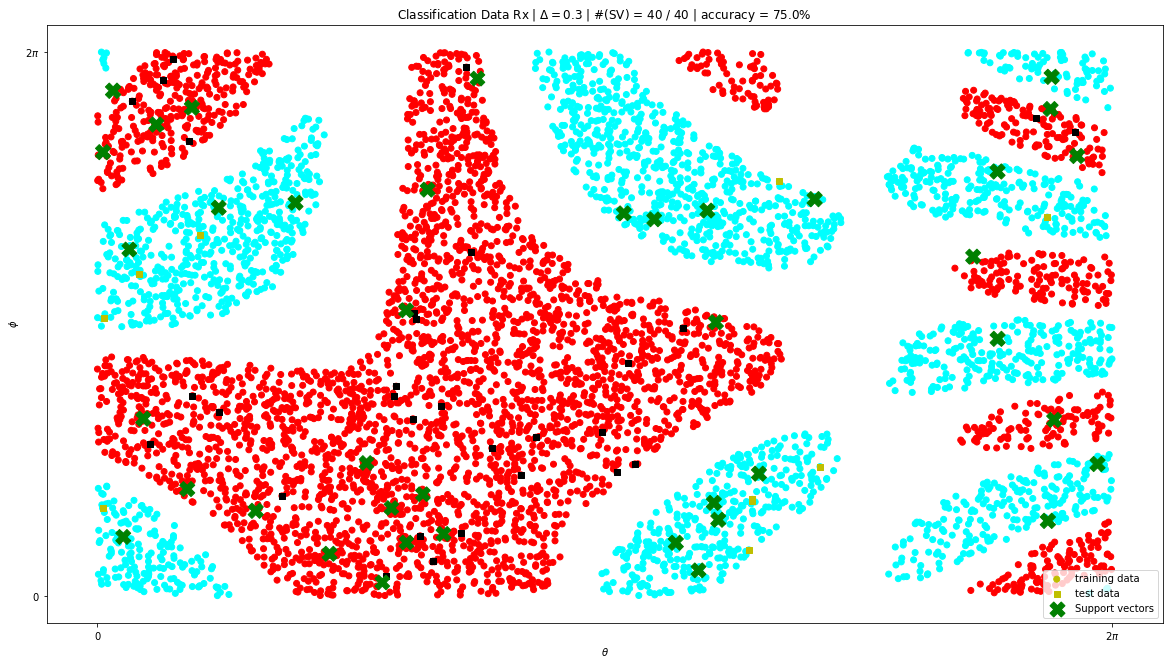 Classification Data Rx | Δ = 0.3 | #(SV) = 40 / 40 | accuracy = 75.0%
2π
ϕ
0
training data
test data
Support vectors
0
2π
θ